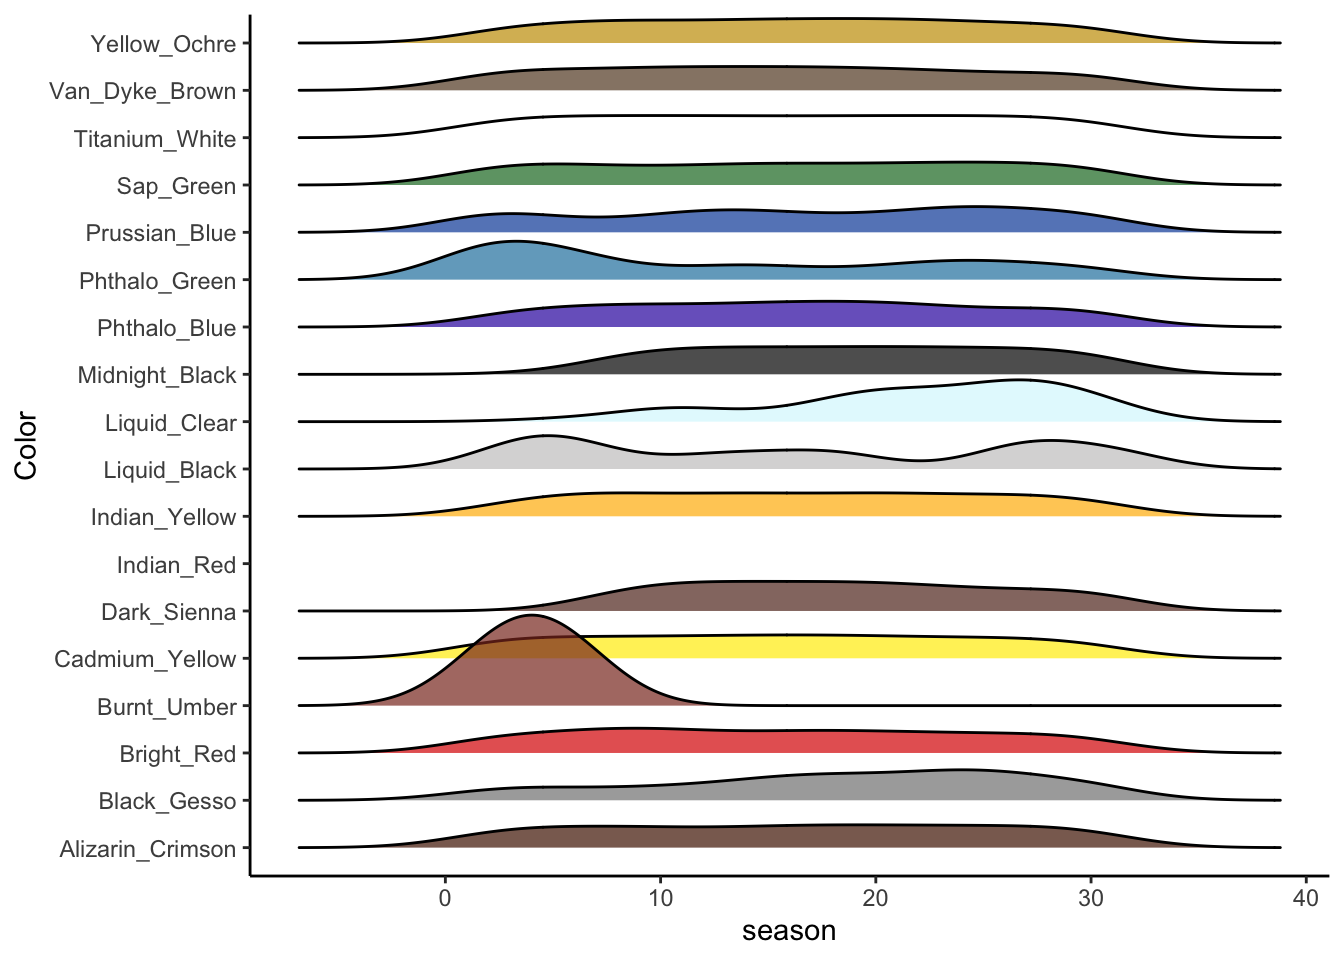 Yellow_Ochre
Van_Dyke_Brown
Titanium_White
Sap_Green
Prussian_Blue
Phthalo_Green
Phthalo_Blue
Midnight_Black
Liquid_Clear
Liquid_Black
Indian_Yellow
Indian_Red
Dark_Sienna
Cadmium_Yellow
Burnt_Umber
Bright_Red
Black_Gesso
Alizarin_Crimson
Color
0 10 20 30 40
season